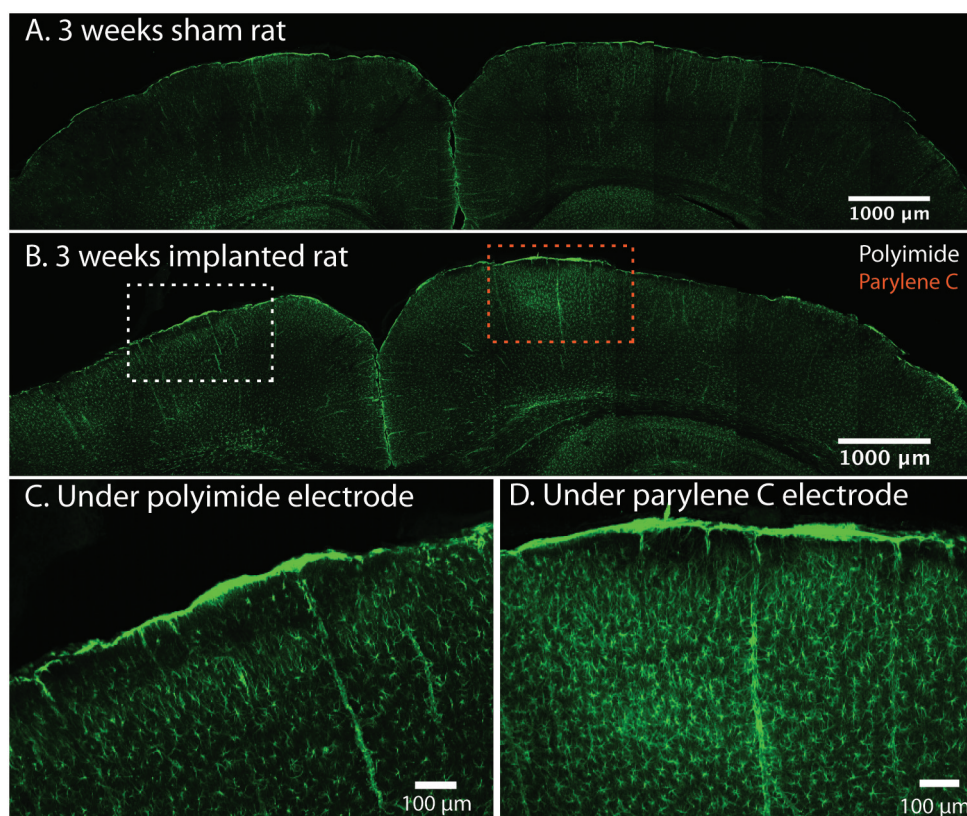 A. 3 weeks sham rat
1000 μm
B. 3 weeks implanted rat
Polyimide
Parylene C
1000 μm
C. Under polyimide electrode
D. Under parylene C electrode
100 μm
100 μm